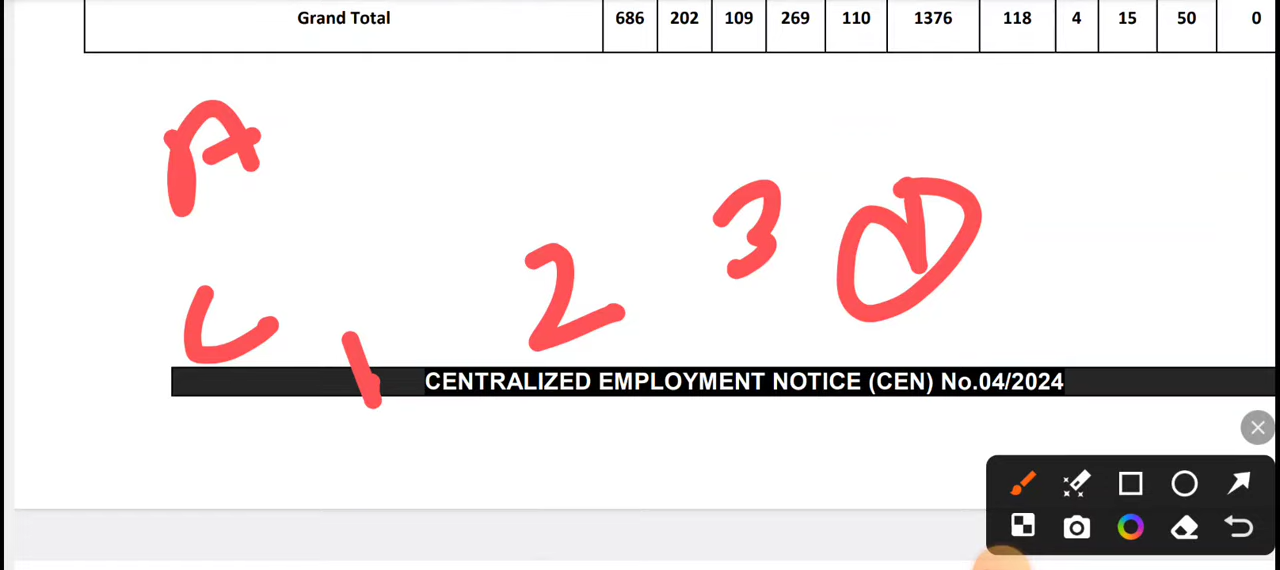 Grand Total 686 202 109 269 110 1376 118 4 15 50 0
A
3
2
C 1
CENTRALIZED EMPLOYMENT NOTICE (CEN) No.04/2024